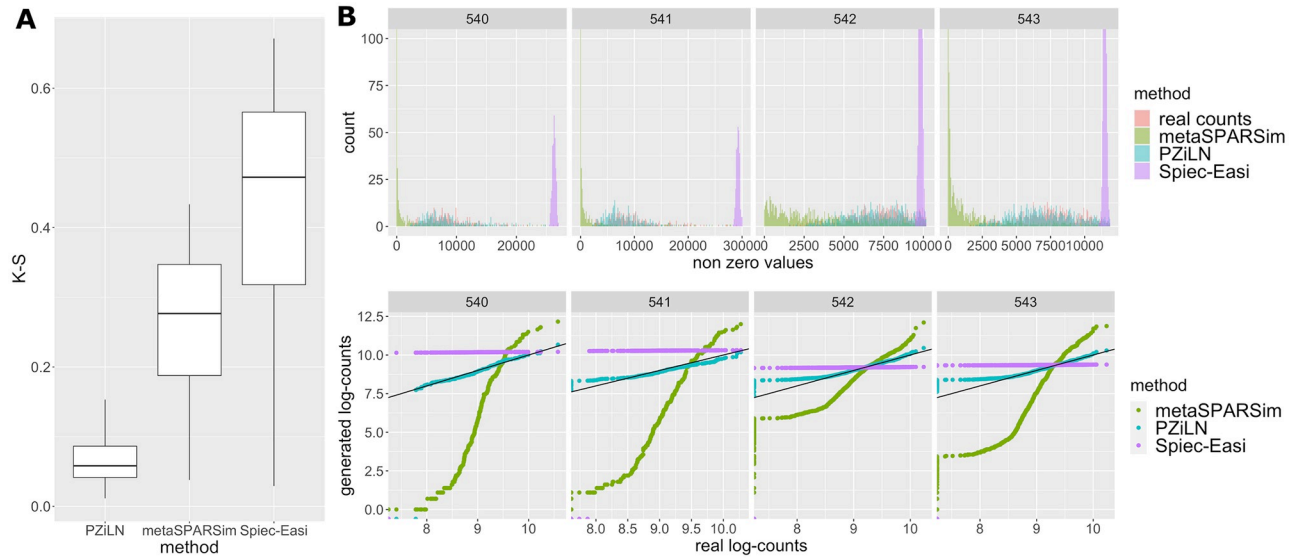 A
K-S
0.6
0.4
0.2
0.0
PZiLN metaSPARSim Spiec-Easi
method
B
540 541 542 543
count
100
75
50
25
0
0 10000 20000 0 10000 20000 30000 0 2500 5000 7500 10000 0 2500 5000 7500 10000
non zero values
method
real counts
metaSPARSim
PZiLN
Spiec-Easi
540 541 542 543
generated log-counts
12.5
10.0
7.5
5.0
2.5
0.0
8 9 10 8.0 8.5 9.0 9.5 10.0 8 9 10 8 9 10
real log-counts
method
metaSPARSim
PZiLN
Spiec-Easi